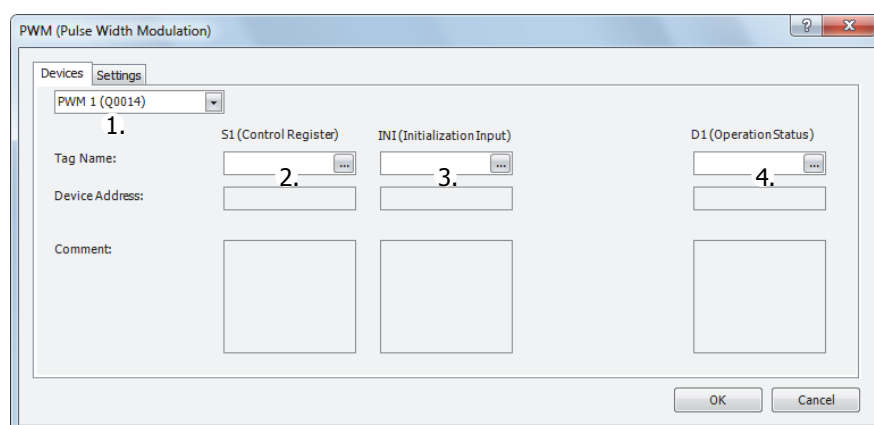 PWM (Pulse Width Modulation)
Devices Settings
PWM 1 (Q0014)
1.
S1 (Control Register) INI (Initialization Input) D1 (Operation Status)
Tag Name: ... ... ...
2. 3. 4.
Device Address:
Comment:
OK Cancel